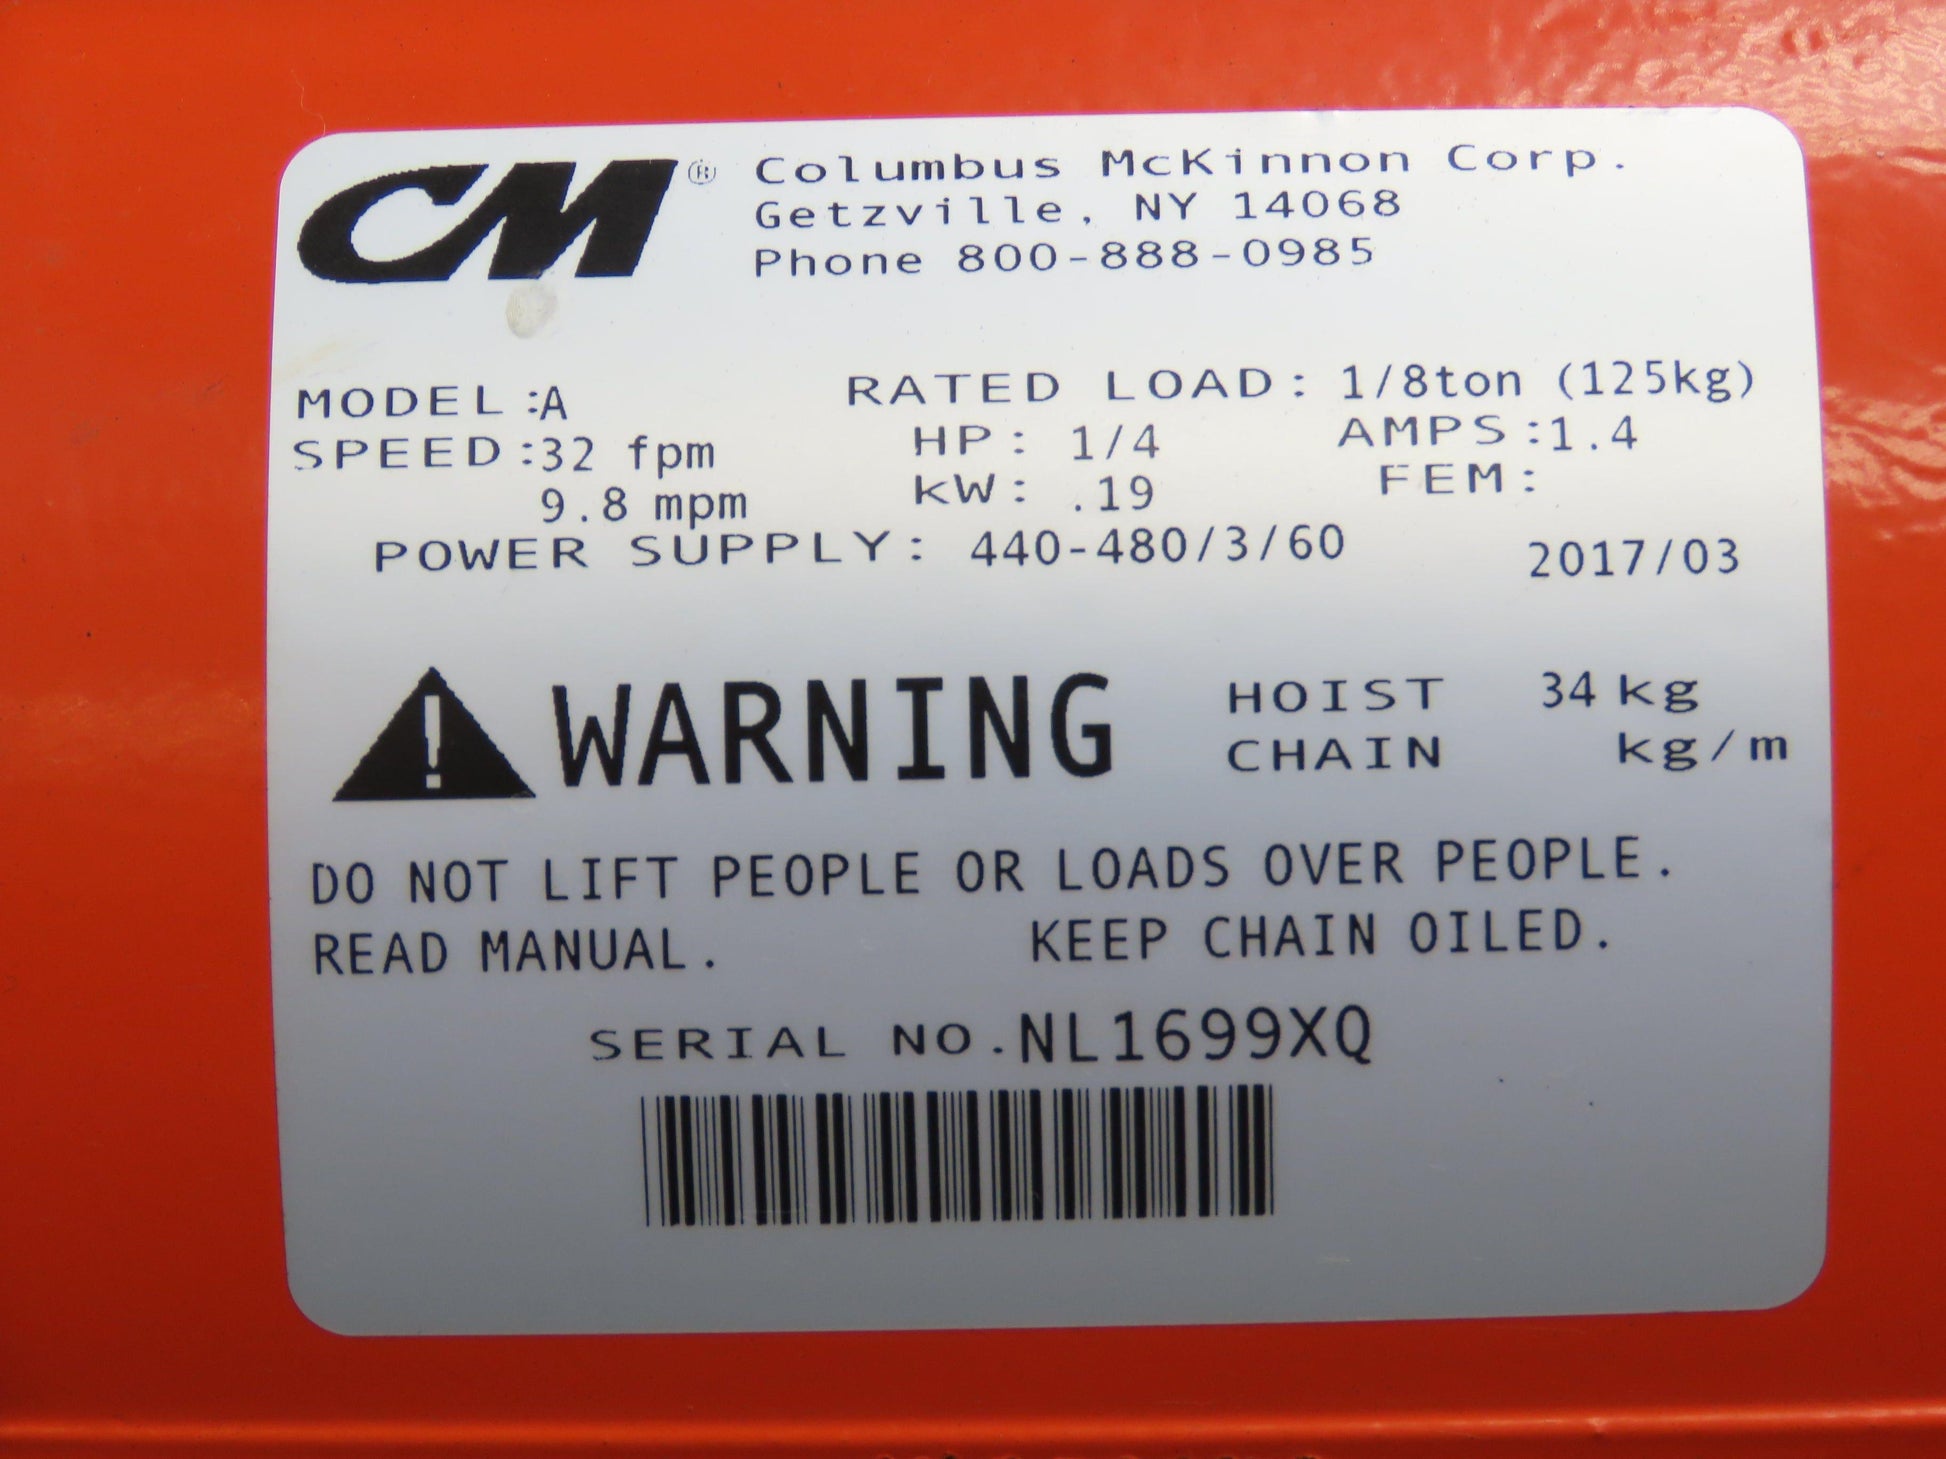 CM® Columbus McKinnon Corp.
Getzville, NY 14068
Phone 800-888-0985
MODEL:A RATED LOAD: 1/8ton (125kg)
SPEED:32 fpm HP: 1/4 AMPS:1.4
9.8 mpm kW: .19 FEM:
POWER SUPPLY: 440-480/3/60 2017/03
! WARNING HOIST 34 kg
CHAIN kg/m
DO NOT LIFT PEOPLE OR LOADS OVER PEOPLE.
READ MANUAL. KEEP CHAIN OILED.
SERIAL NO.NL1699XQ